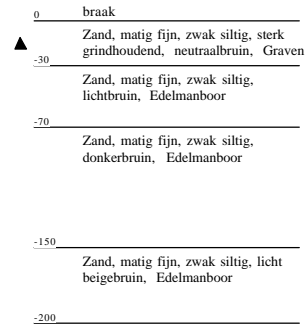 0 braak
Zand, matig fijn, zwak siltig, sterk
grindhoudend, neutraalbruin, Graven
-30
Zand, matig fijn, zwak siltig,
lichtbruin, Edelmanboor
-70
Zand, matig fijn, zwak siltig,
donkerbruin, Edelmanboor
-150
Zand, matig fijn, zwak siltig, licht
beigebruin, Edelmanboor
-200